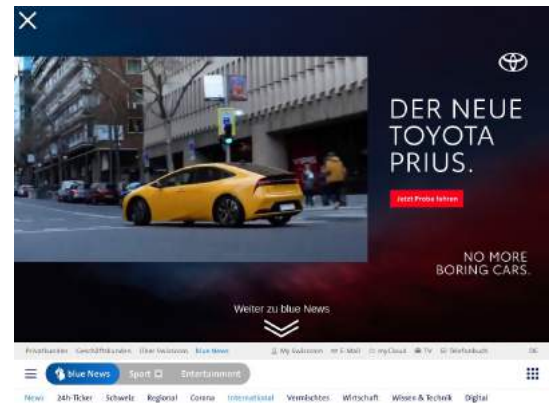 DER NEUE
TOYOTA
PRIUS.
Jetzt Probe fahren
NO MORE
BORING CARS.
Weiter zu blue News
Privatkunden Geschäftskunden Über Swisscom blue News My Swisscom E-Mail myCloud TV Telefonbuch DE
blue News Sport Entertainment
News 24h-Ticker Schweiz Regional Corona International Vermischtes Wirtschaft Wissen & Technik Digital